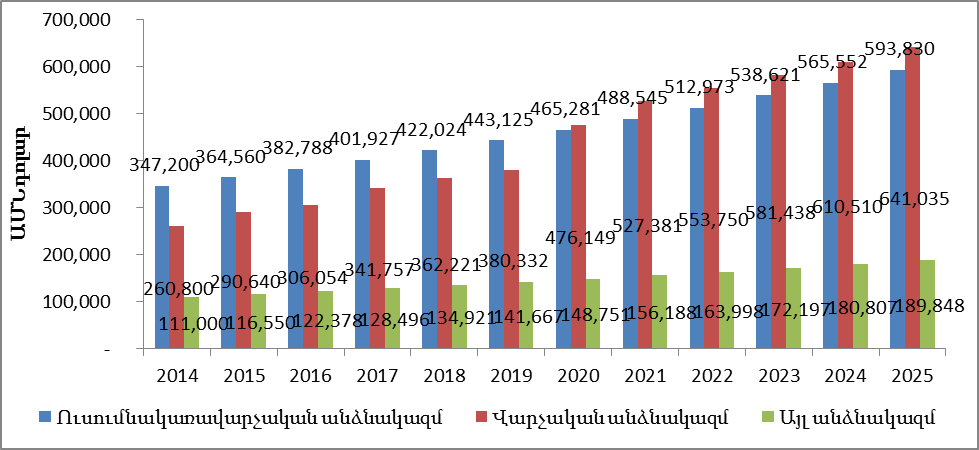 700,000
600,000
500,000
400,000
300,000
200,000
100,000
-
ԱՄՆ դոլար
347,200 364,560 382,788 401,927 422,024 443,125 465,281 488,545 512,973 538,621 565,552 593,830
260,800 290,640 306,054 341,757 362,221 380,332 476,149 527,381 553,750 581,438 610,510 641,035
111,000 116,550 122,378 128,496 134,921 141,667 148,751 156,188 163,998 172,197 180,807 189,848
2014 2015 2016 2017 2018 2019 2020 2021 2022 2023 2024 2025
Ուսումնակառավարչական անձնակազմ Վարչական անձնակազմ Այլ անձնակազմ